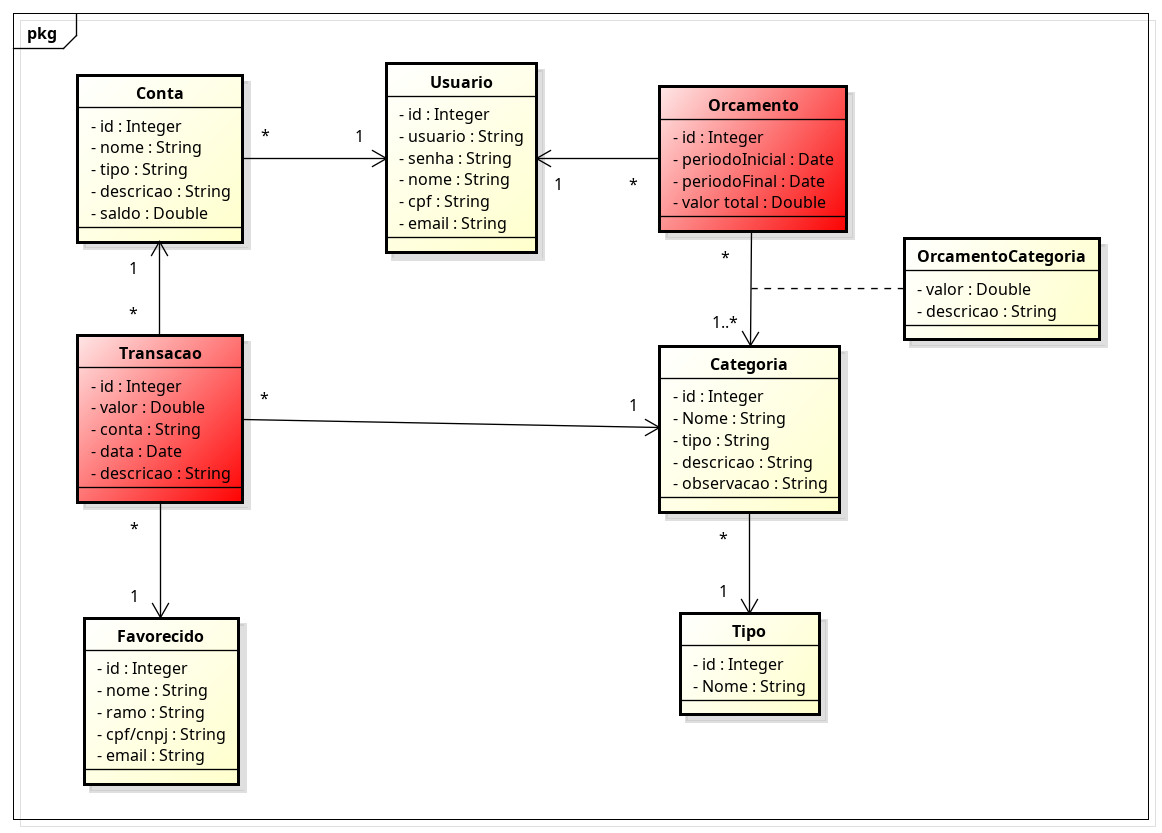 pkg
Conta
- id : Integer
- nome : String
- tipo : String
- descricao : String
- saldo : Double
* 1
Usuario
- id : Integer
- usuario : String
- senha : String
- nome : String
- cpf : String
- email : String
1 *
Orcamento
- id : Integer
- periodoInicial : Date
- periodoFinal : Date
- valor total : Double
*
1..*
OrcamentoCategoria
- valor : Double
- descricao : String
1
*
Transacao
- id : Integer
- valor : Double
- conta : String
- data : Date
- descricao : String
* 1
Categoria
- id : Integer
- Nome : String
- tipo : String
- descricao : String
- observacao : String
*
1
*
1
Favorecido
- id : Integer
- nome : String
- ramo : String
- cpf/cnpj : String
- email : String
Tipo
- id : Integer
- Nome : String